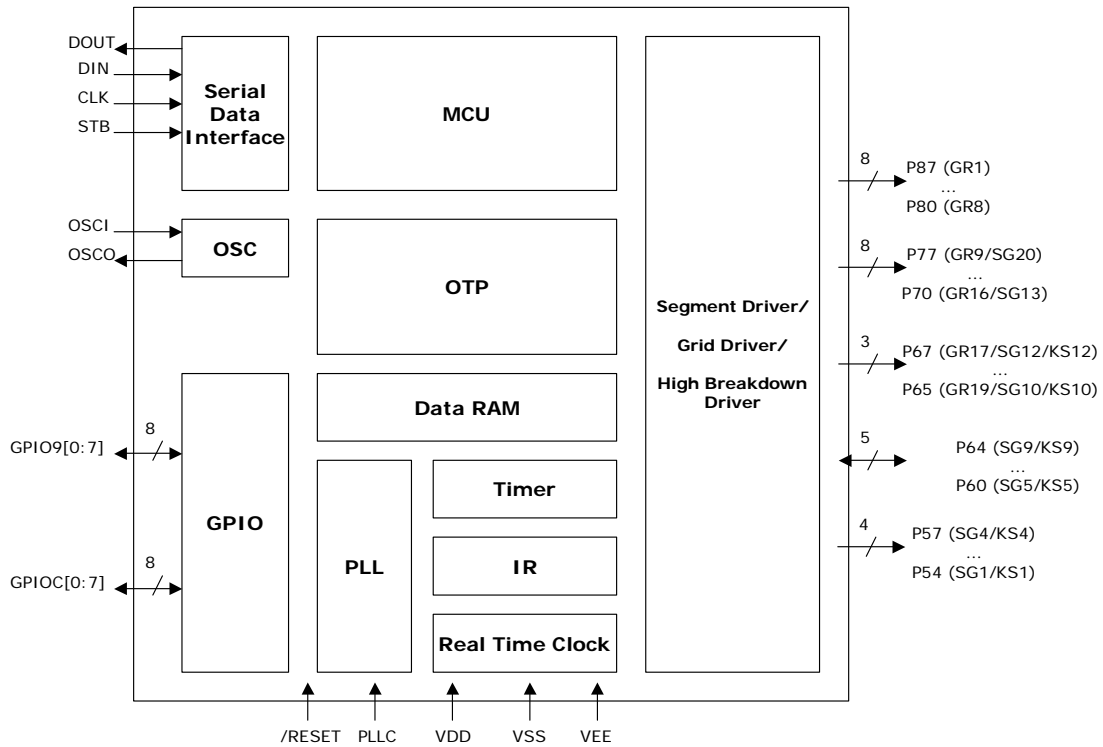 DOUT
DIN
CLK
STB
Serial
Data
Interface
MCU
OSCI
OSCO
OSC
OTP
Segment Driver/
Grid Driver/
High Breakdown
Driver
8
P87 (GR1)
...
P80 (GR8)
8
P77 (GR9/SG20)
...
P70 (GR16/SG13)
3
P67 (GR17/SG12/KS12)
...
P65 (GR19/SG10/KS10)
5
P64 (SG9/KS9)
...
P60 (SG5/KS5)
4
P57 (SG4/KS4)
...
P54 (SG1/KS1)
Data RAM
GPIO9[0:7]
8
GPIO
GPIOC[0:7]
8
PLL
Timer
IR
Real Time Clock
/RESET PLLC VDD VSS VEE